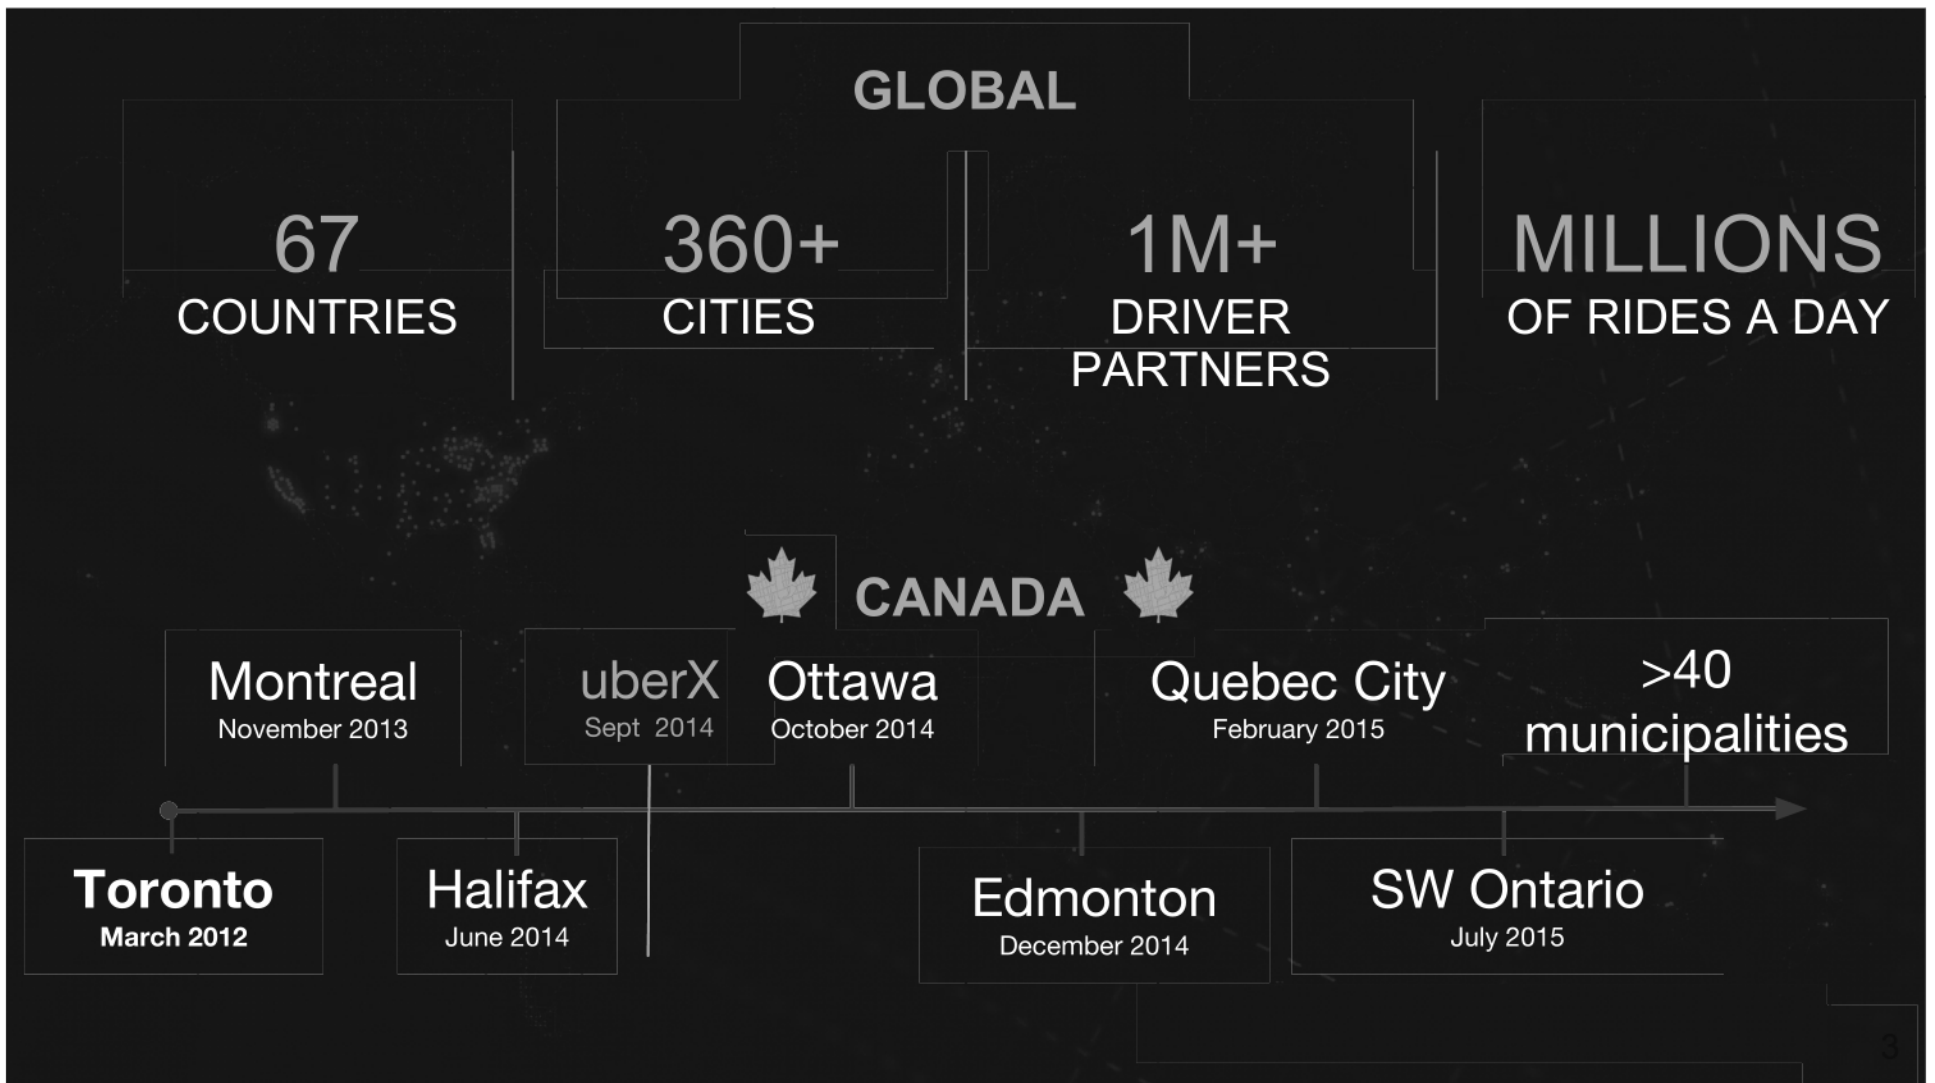 GLOBAL
67
COUNTRIES
360+
CITIES
1M+
DRIVER
PARTNERS
MILLIONS
OF RIDES A DAY
CANADA
Montreal
November 2013
uberX
Sept 2014
Ottawa
October 2014
Quebec City
February 2015
>40
municipalities
Toronto
March 2012
Halifax
June 2014
Edmonton
December 2014
SW Ontario
July 2015
3